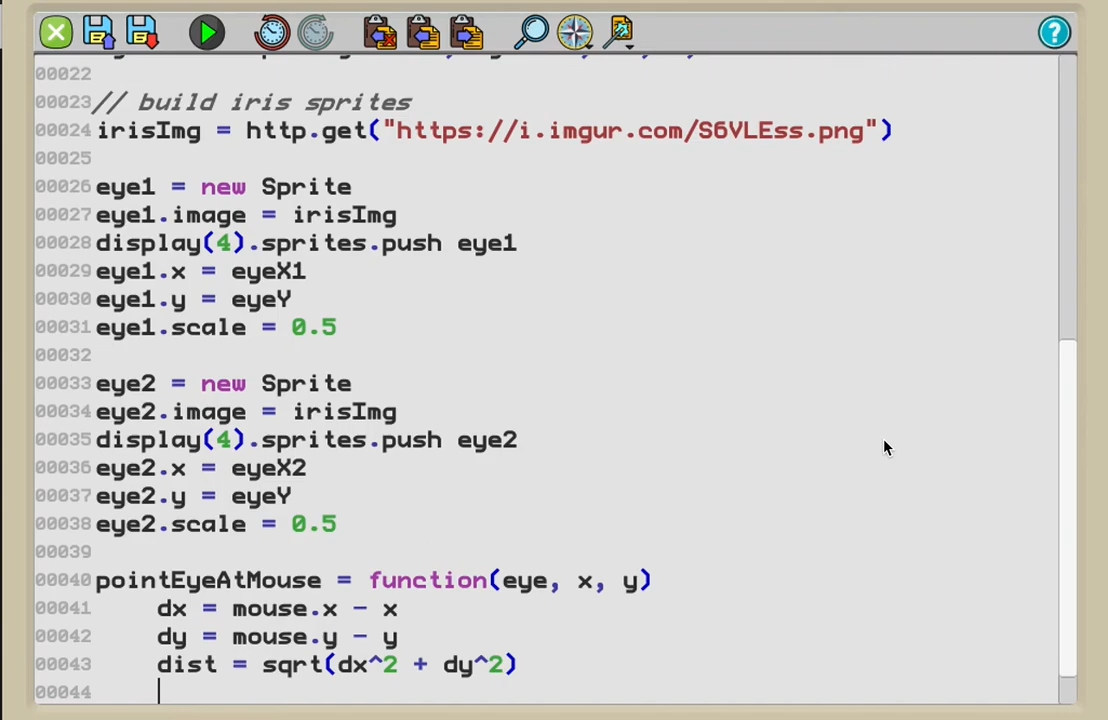 00022
00023 // build iris sprites
00024 irisImg = http.get("https://i.imgur.com/S6VLEss.png")
00025
00026 eye1 = new Sprite
00027 eye1.image = irisImg
00028 display(4).sprites.push eye1
00029 eye1.x = eyeX1
00030 eye1.y = eyeY
00031 eye1.scale = 0.5
00032
00033 eye2 = new Sprite
00034 eye2.image = irisImg
00035 display(4).sprites.push eye2
00036 eye2.x = eyeX2
00037 eye2.y = eyeY
00038 eye2.scale = 0.5
00039
00040 pointEyeAtMouse = function(eye, x, y)
00041     dx = mouse.x - x
00042     dy = mouse.y - y
00043     dist = sqrt(dx^2 + dy^2)
00044